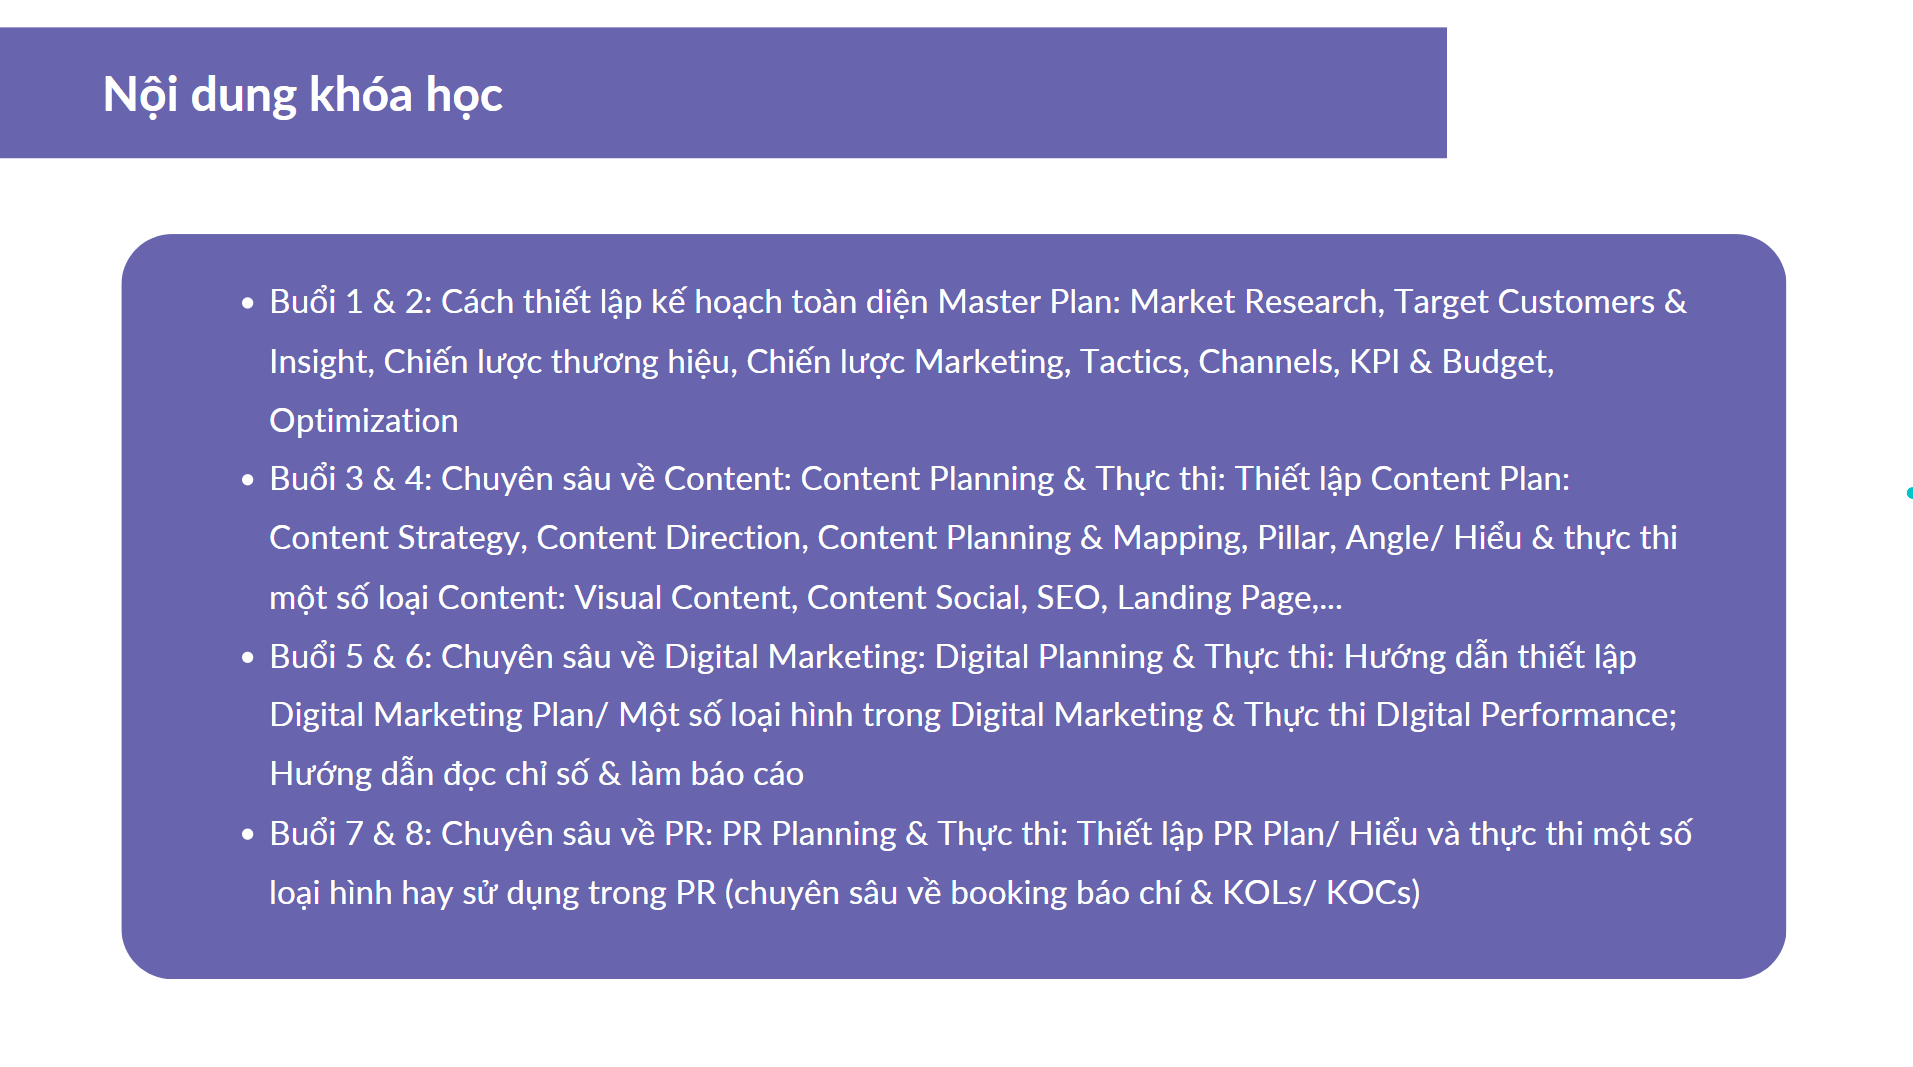 Nội dung khóa học
• Buổi 1 & 2: Cách thiết lập kế hoạch toàn diện Master Plan: Market Research, Target Customers &
Insight, Chiến lược thương hiệu, Chiến lược Marketing, Tactics, Channels, KPI & Budget,
Optimization
• Buổi 3 & 4: Chuyên sâu về Content: Content Planning & Thực thi: Thiết lập Content Plan:
Content Strategy, Content Direction, Content Planning & Mapping, Pillar, Angle/ Hiểu & thực thi
một số loại Content: Visual Content, Content Social, SEO, Landing Page,...
• Buổi 5 & 6: Chuyên sâu về Digital Marketing: Digital Planning & Thực thi: Hướng dẫn thiết lập
Digital Marketing Plan/ Một số loại hình trong Digital Marketing & Thực thi DIgital Performance;
Hướng dẫn đọc chỉ số & làm báo cáo
• Buổi 7 & 8: Chuyên sâu về PR: PR Planning & Thực thi: Thiết lập PR Plan/ Hiểu và thực thi một số
loại hình hay sử dụng trong PR (chuyên sâu về booking báo chí & KOLs/ KOCs)